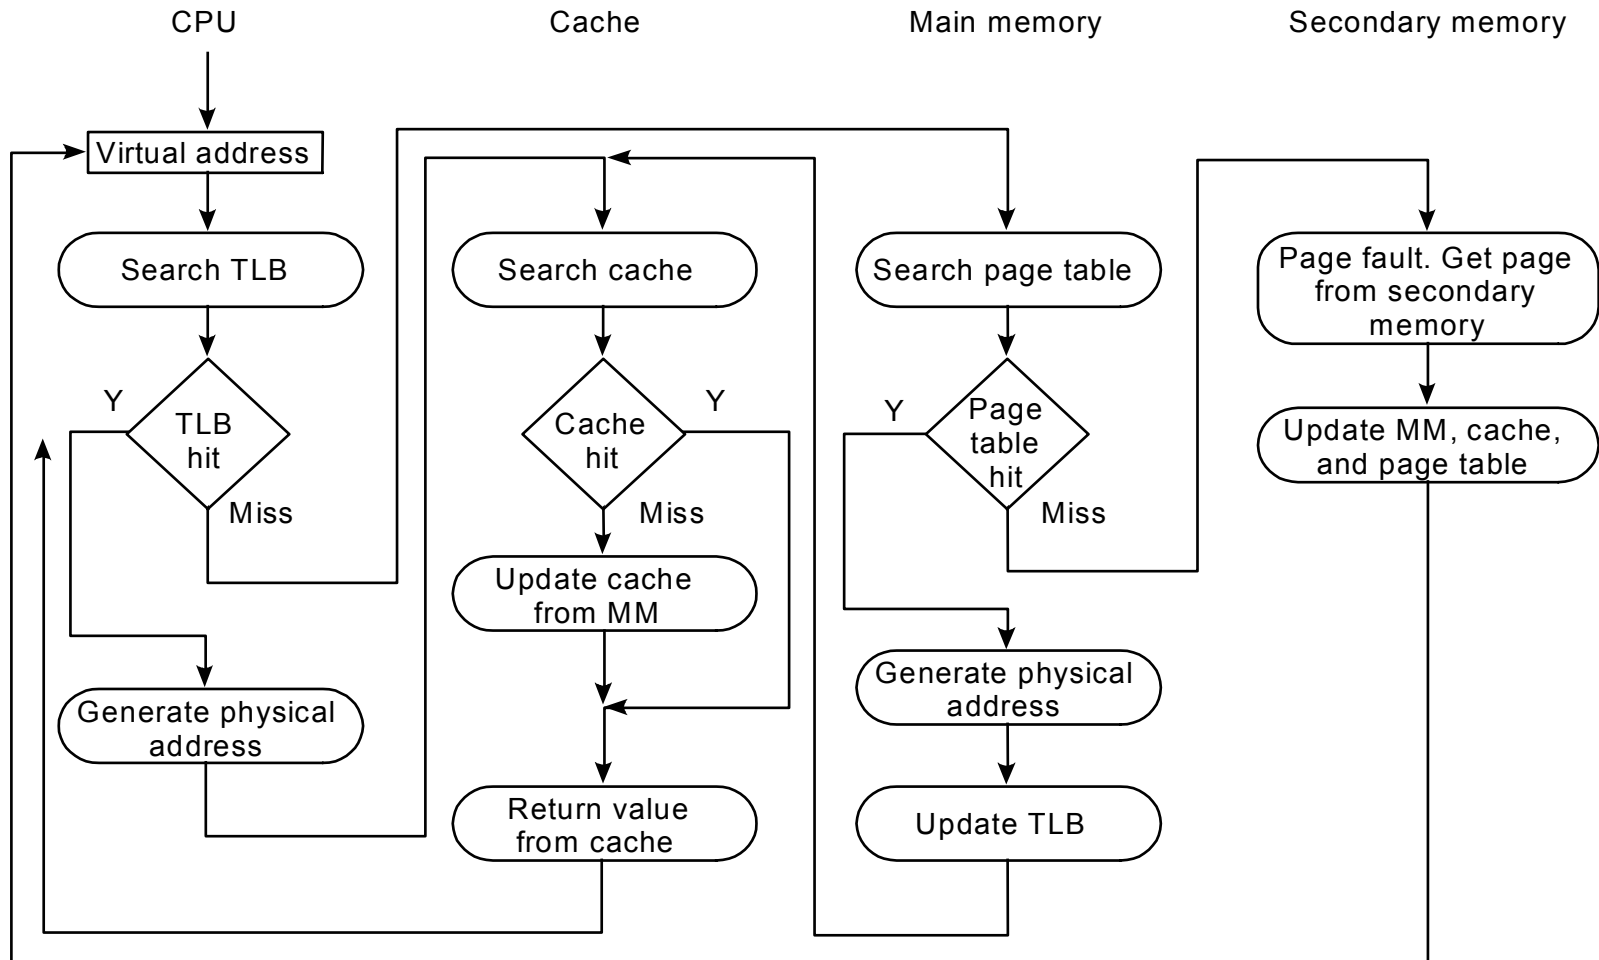 CPU
Cache
Main memory
Secondary memory
Virtual address
Search TLB
TLB
hit
Y
Miss
Generate physical
address
Search cache
Cache
hit
Y
Miss
Update cache
from MM
Return value
from cache
Search page table
Page
table
hit
Y
Miss
Generate physical
address
Update TLB
Page fault. Get page
from secondary
memory
Update MM, cache,
and page table